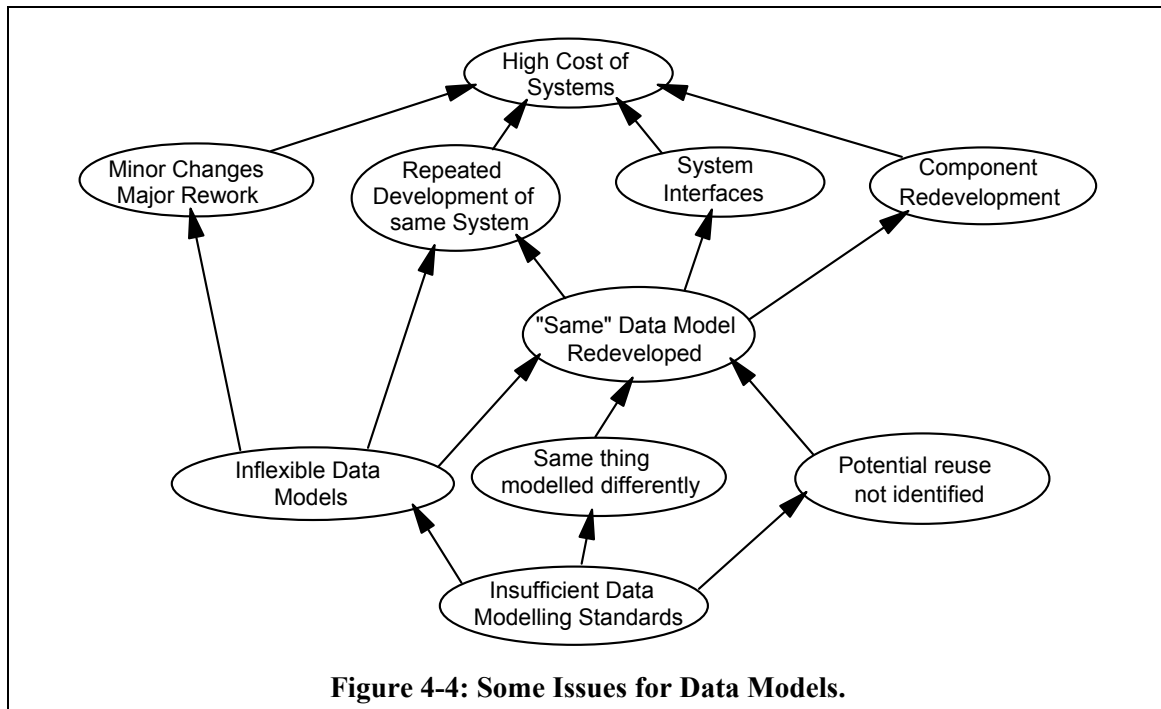 High Cost of
Systems
Minor Changes
Major Rework
Repeated
Development of
same System
System
Interfaces
Component
Redevelopment
"Same" Data Model
Redeveloped
Inflexible Data
Models
Same thing
modelled differently
Potential reuse
not identified
Insufficient Data
Modelling Standards
Figure 4-4: Some Issues for Data Models.